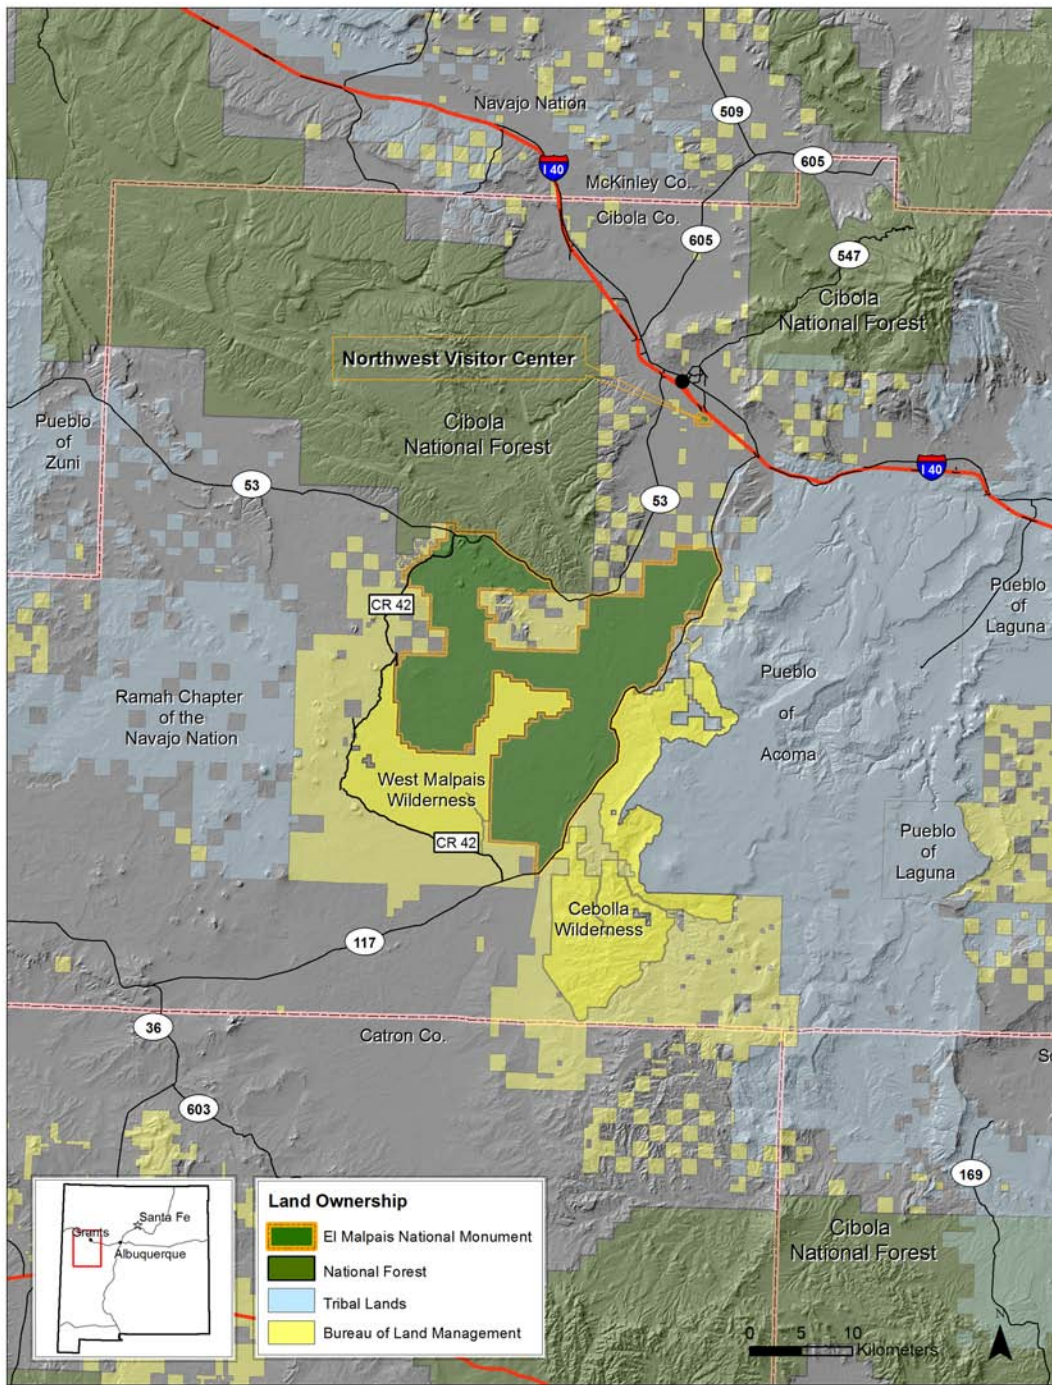 Navajo Nation
509
605
I 40
McKinley Co.
Cibola Co.
605
547
Cibola
National Forest
Northwest Visitor Center
Pueblo
of
Zuni
Cibola
National Forest
53
53
I 40
CR 42
Pueblo
of
Laguna
Ramah Chapter
of the
Navajo Nation
Pueblo
of
Acoma
West Malpais
Wilderness
CR 42
Pueblo
of
Laguna
Cebolla
Wilderness
117
36
Catron Co.
603
169
Santa Fe
Grants
Albuquerque
Land Ownership
El Malpais National Monument
National Forest
Tribal Lands
Bureau of Land Management
Cibola
National Forest
0 5 10
Kilometers
N